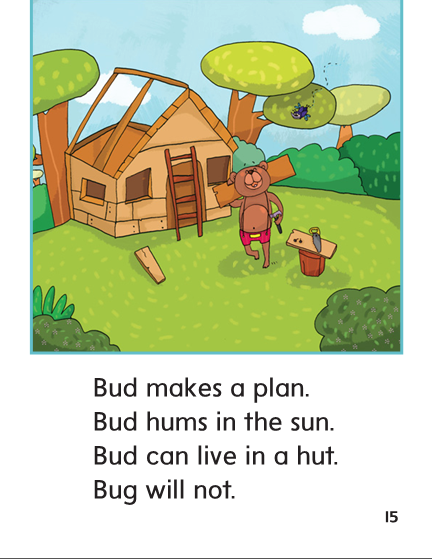 Bud makes a plan.
Bud hums in the sun.
Bud can live in a hut.
Bug will not.
15